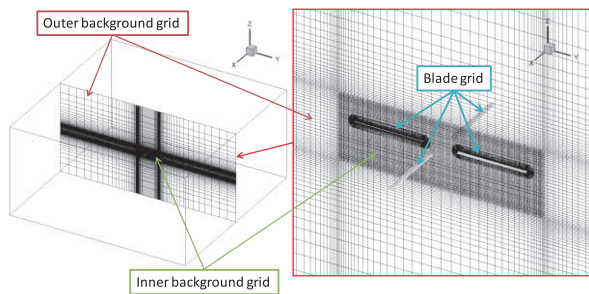 Outer background grid
Z
X
Y
Z
X
Y
Blade grid
Inner background grid